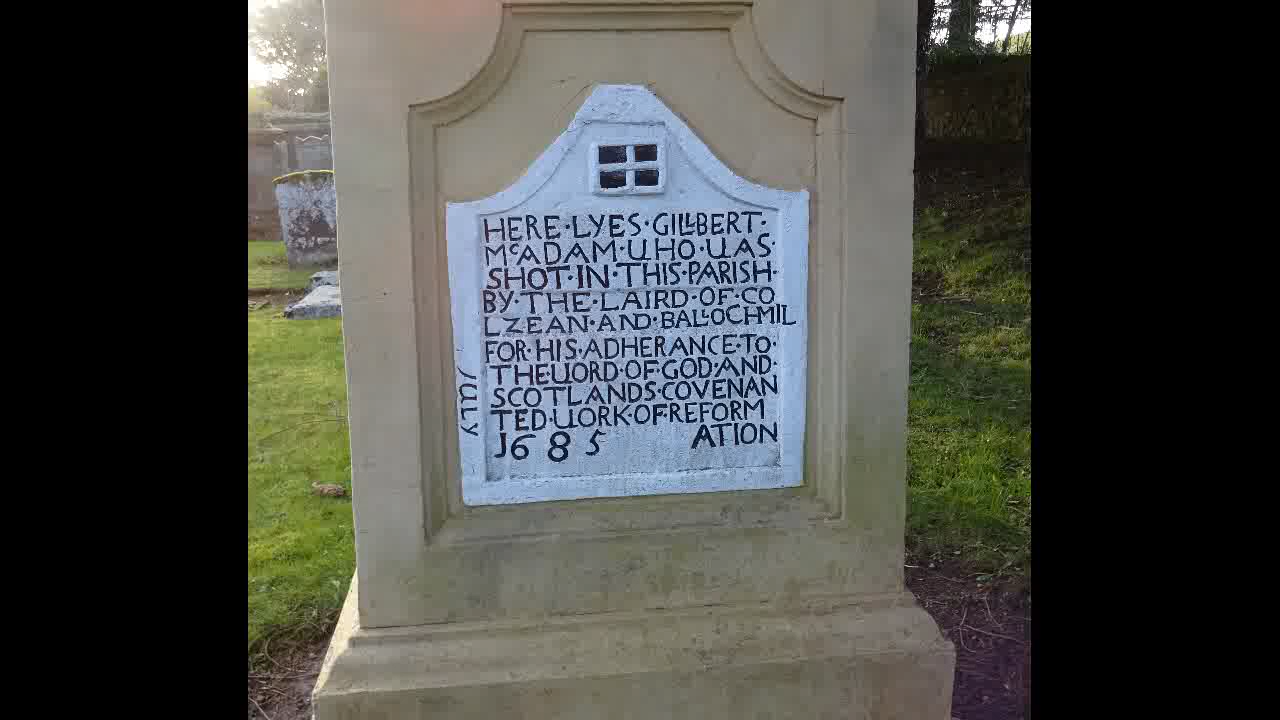 HERE·LYES·GILLBERT·
McADAM·UHO·UAS·
SHOT·IN·THIS·PARISH·
BY·THE·LAIRD·OF·CO
LZEAN·AND·BALLOCHMIL
FOR·HIS·ADHERANCE·TO·
THE·UORD·OF·GOD·AND·
SCOTLANDS·COVENAN
TED·UORK·OF·REFORM
ATION
JULY
1685